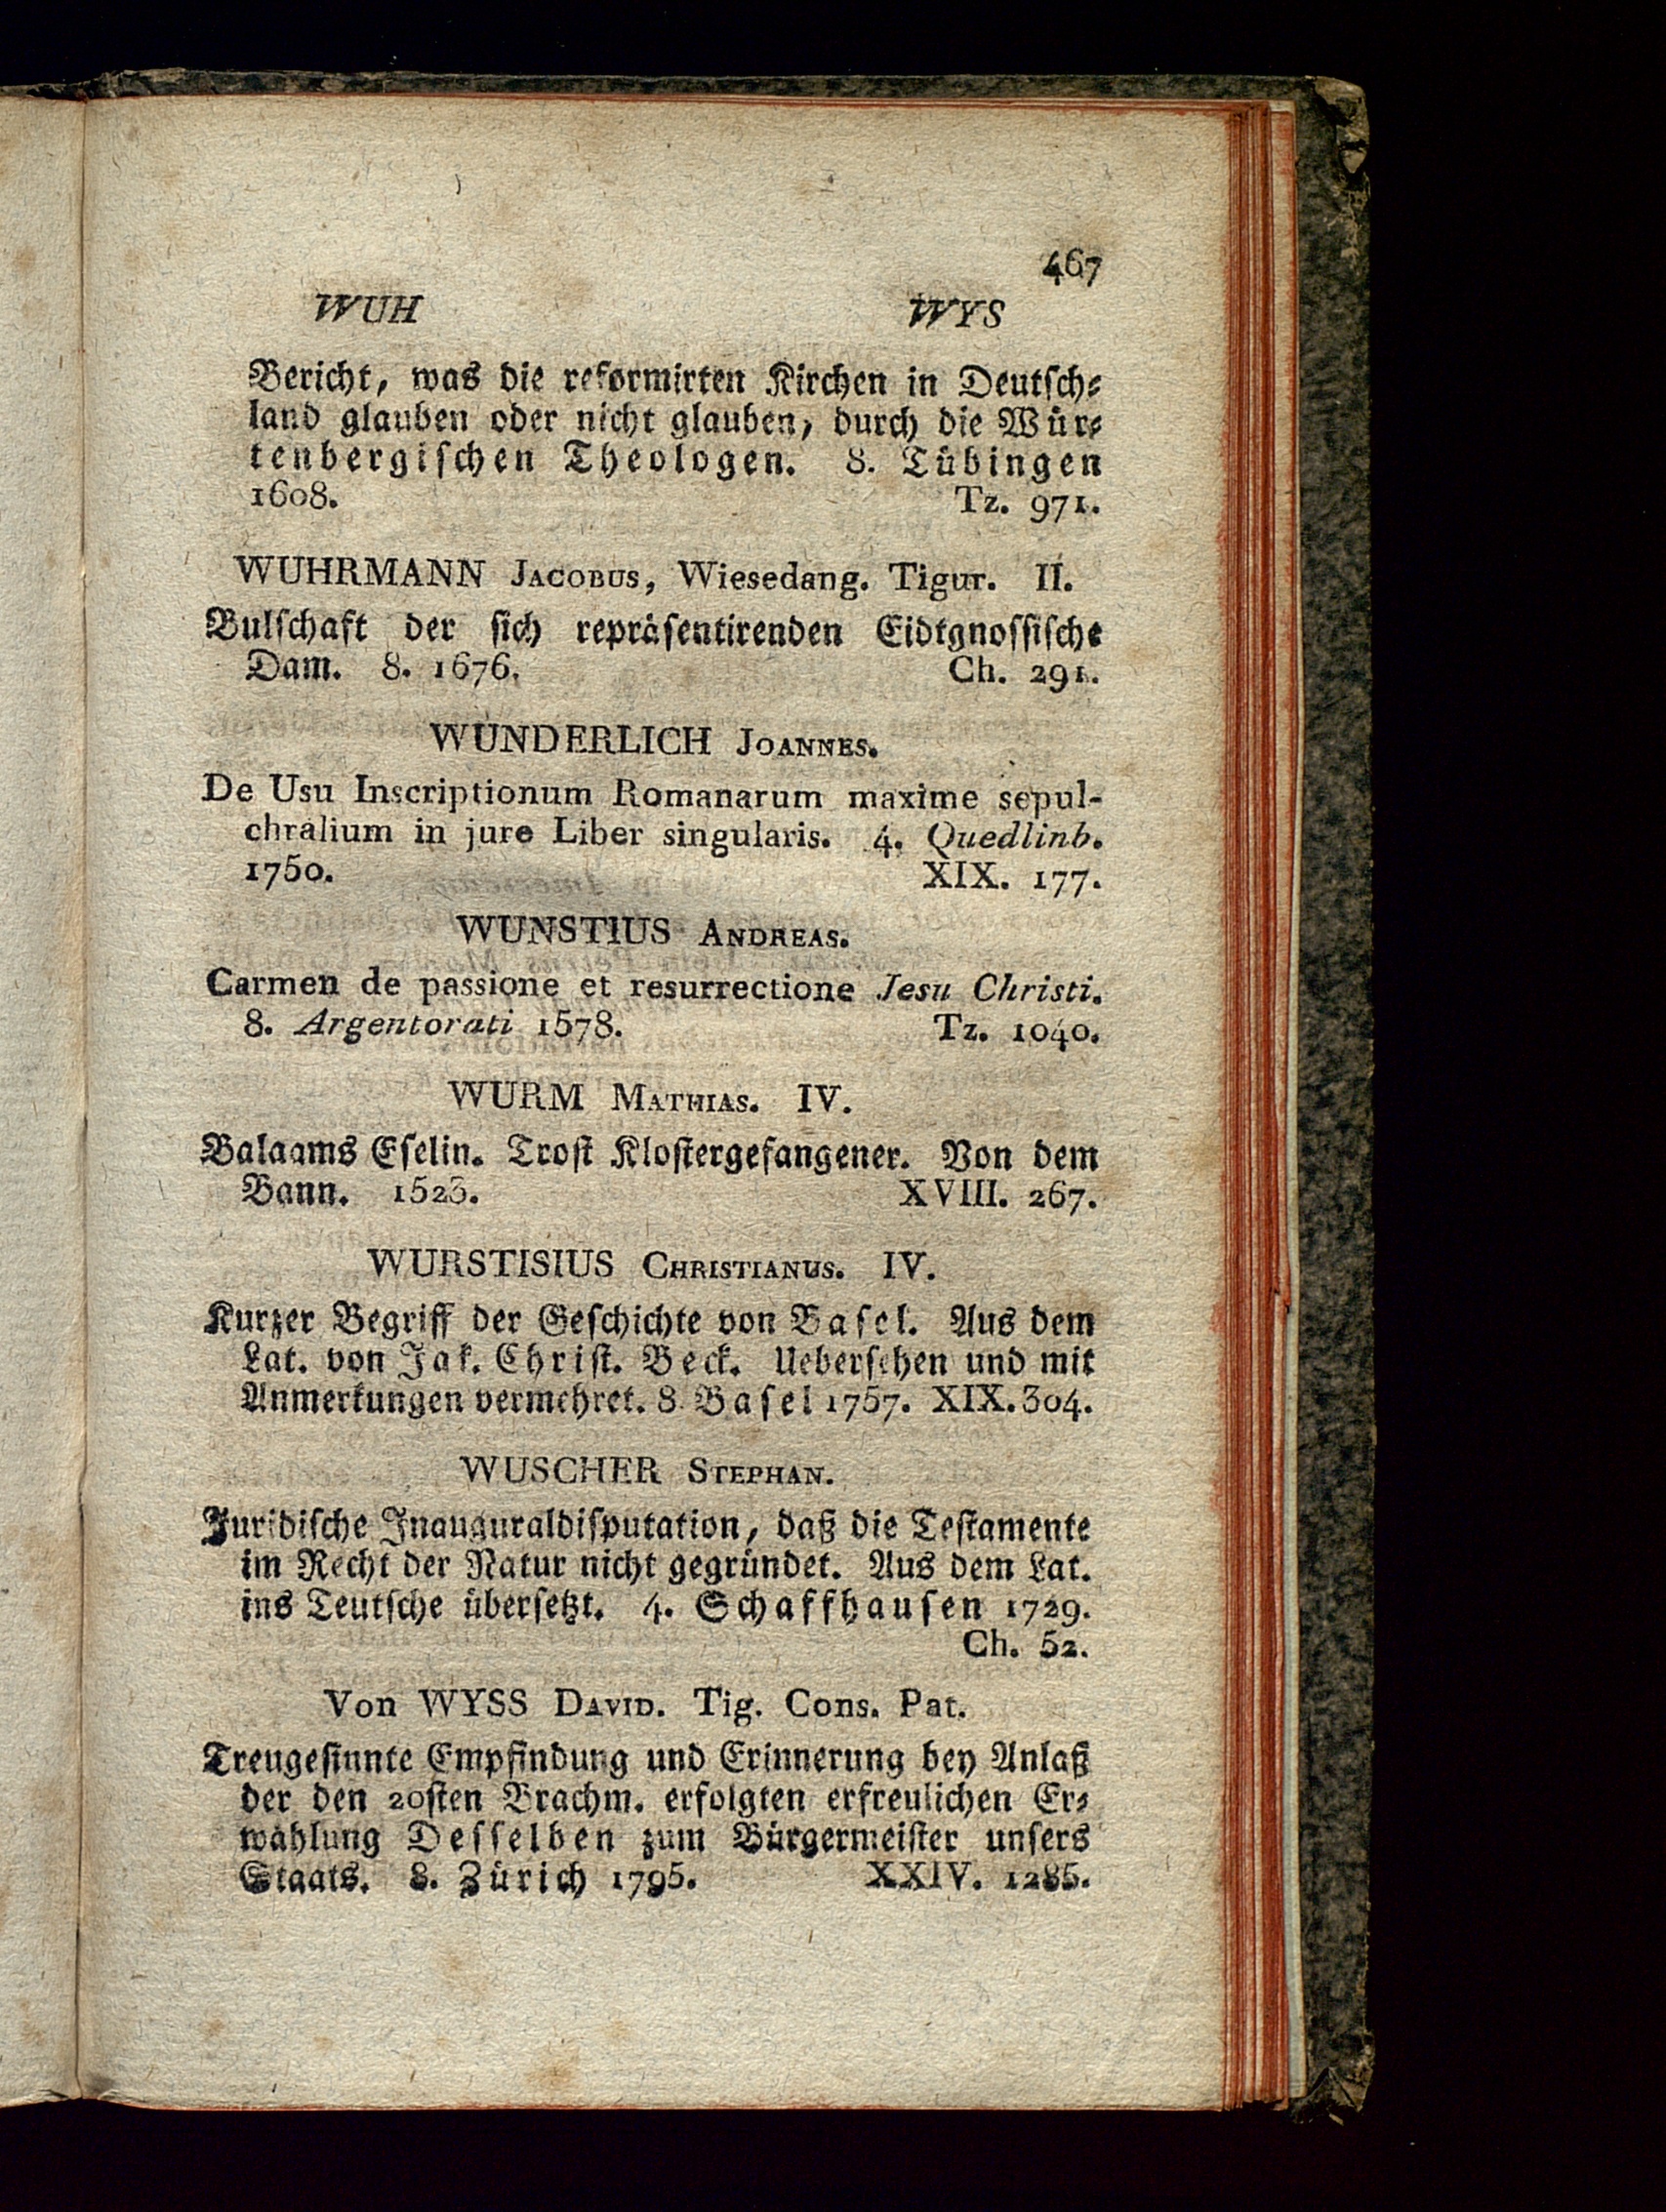 467
WUH WYS
Bericht, was die reformirten Kirchen in Deutsch-
land glauben oder nicht glauben, durch die Wür-
tenbergischen Theologen. 8. Tübingen
1608. Tz. 971.
WUHRMANN Jacobus, Wiesedang. Tigur. II.
Bulschaft der sich repräsentirenden Eidtgnossische
Dam. 8. 1676. Ch. 291.
WUNDERLICH Joannes.
De Usu Inscriptionum Romanarum maxime sepul-
chralium in jure Liber singularis. 4. Quedlinb.
1750. XIX. 177.
WUNSTIUS Andreas.
Carmen de passione et resurrectione Jesu Christi.
8. Argentorati 1578. Tz. 1040.
WURM Mathias. IV.
Balaams Eselin. Trost Klostergefangener. Von dem
Bann. 1523. XVIII. 267.
WURSTISIUS Christianus. IV.
Kurzer Begriff der Geschichte von Basel. Aus dem
Lat. von Jak. Christ. Beck. Uebersehen und mit
Anmerkungen vermehret. 8. Basel 1757. XIX. 304.
WUSCHER Stephan.
Juridische Inauguraldisputation, daß die Testamente
im Recht der Natur nicht gegründet. Aus dem Lat.
ins Teutsche übersetzt. 4. Schaffhausen 1729.
Ch. 52.
Von WYSS David. Tig. Cons. Pat.
Treugesinnte Empfindung und Erinnerung bey Anlaß
der den 20sten Brachm. erfolgten erfreulichen Er-
wählung Desselben zum Bürgermeister unsers
Staats. 8. Zürich 1795. XXIV. 1285.